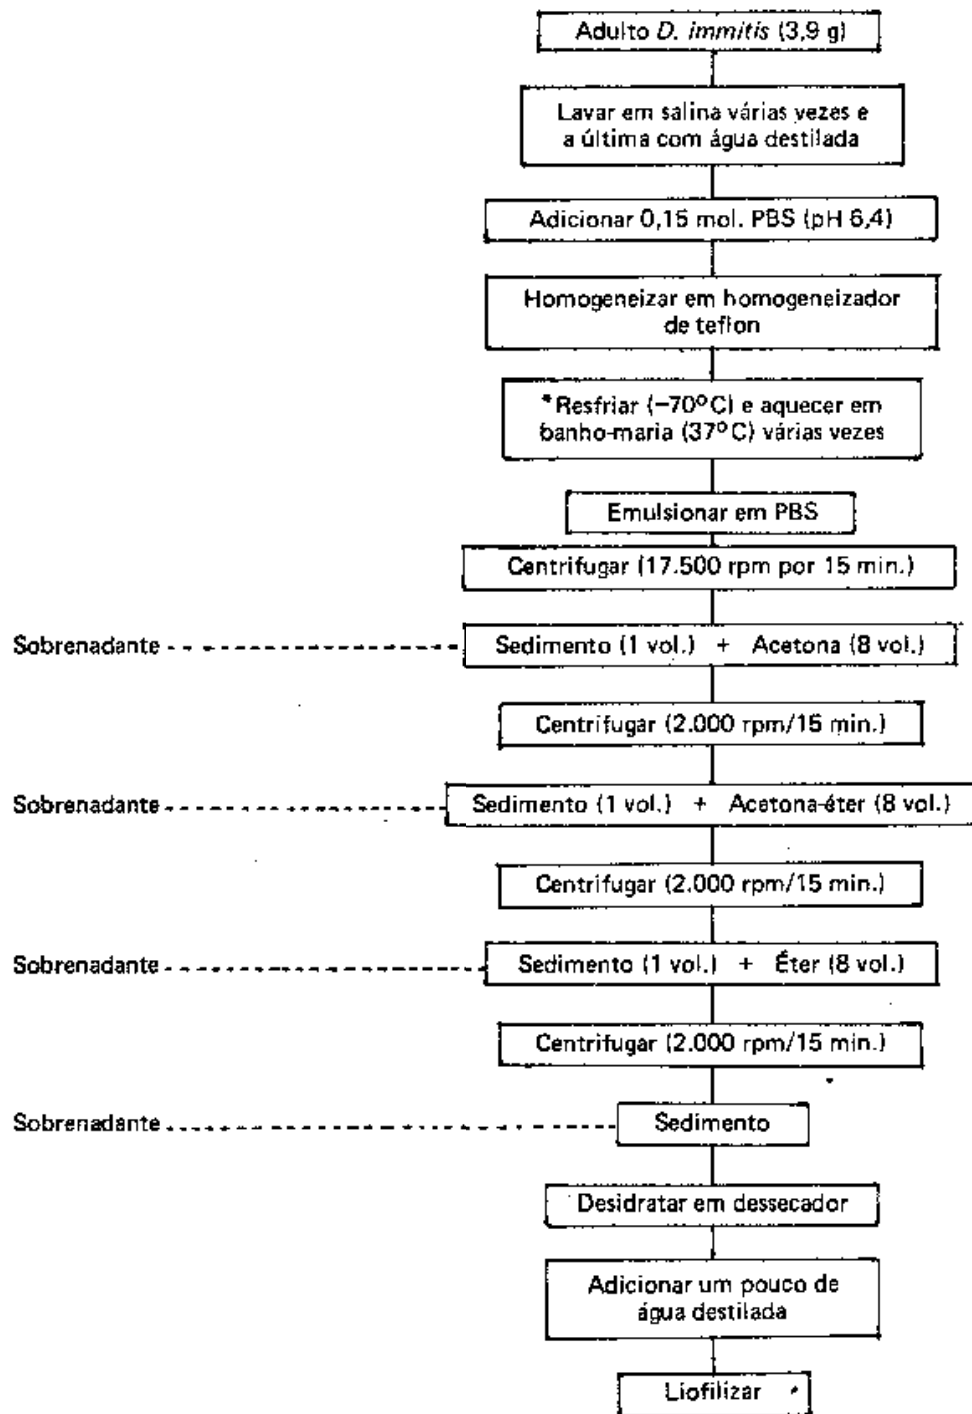 Adulto D. immitis (3,9 g)
Lavar em salina várias vezes e
a última com água destilada
Adicionar 0,15 mol. PBS (pH 6,4)
Homogeneizar em homogeneizador
de teflon
*Resfriar (−70ºC) e aquecer em
banho-maria (37ºC) várias vezes
Emulsionar em PBS
Centrifugar (17.500 rpm por 15 min.)
Sobrenadante
Sedimento (1 vol.) + Acetona (8 vol.)
Centrifugar (2.000 rpm/15 min.)
Sobrenadante
Sedimento (1 vol.) + Acetona-éter (8 vol.)
Centrifugar (2.000 rpm/15 min.)
Sobrenadante
Sedimento (1 vol.) + Éter (8 vol.)
Centrifugar (2.000 rpm/15 min.)
Sobrenadante
Sedimento
Desidratar em dessecador
Adicionar um pouco de
água destilada
Liofilizar